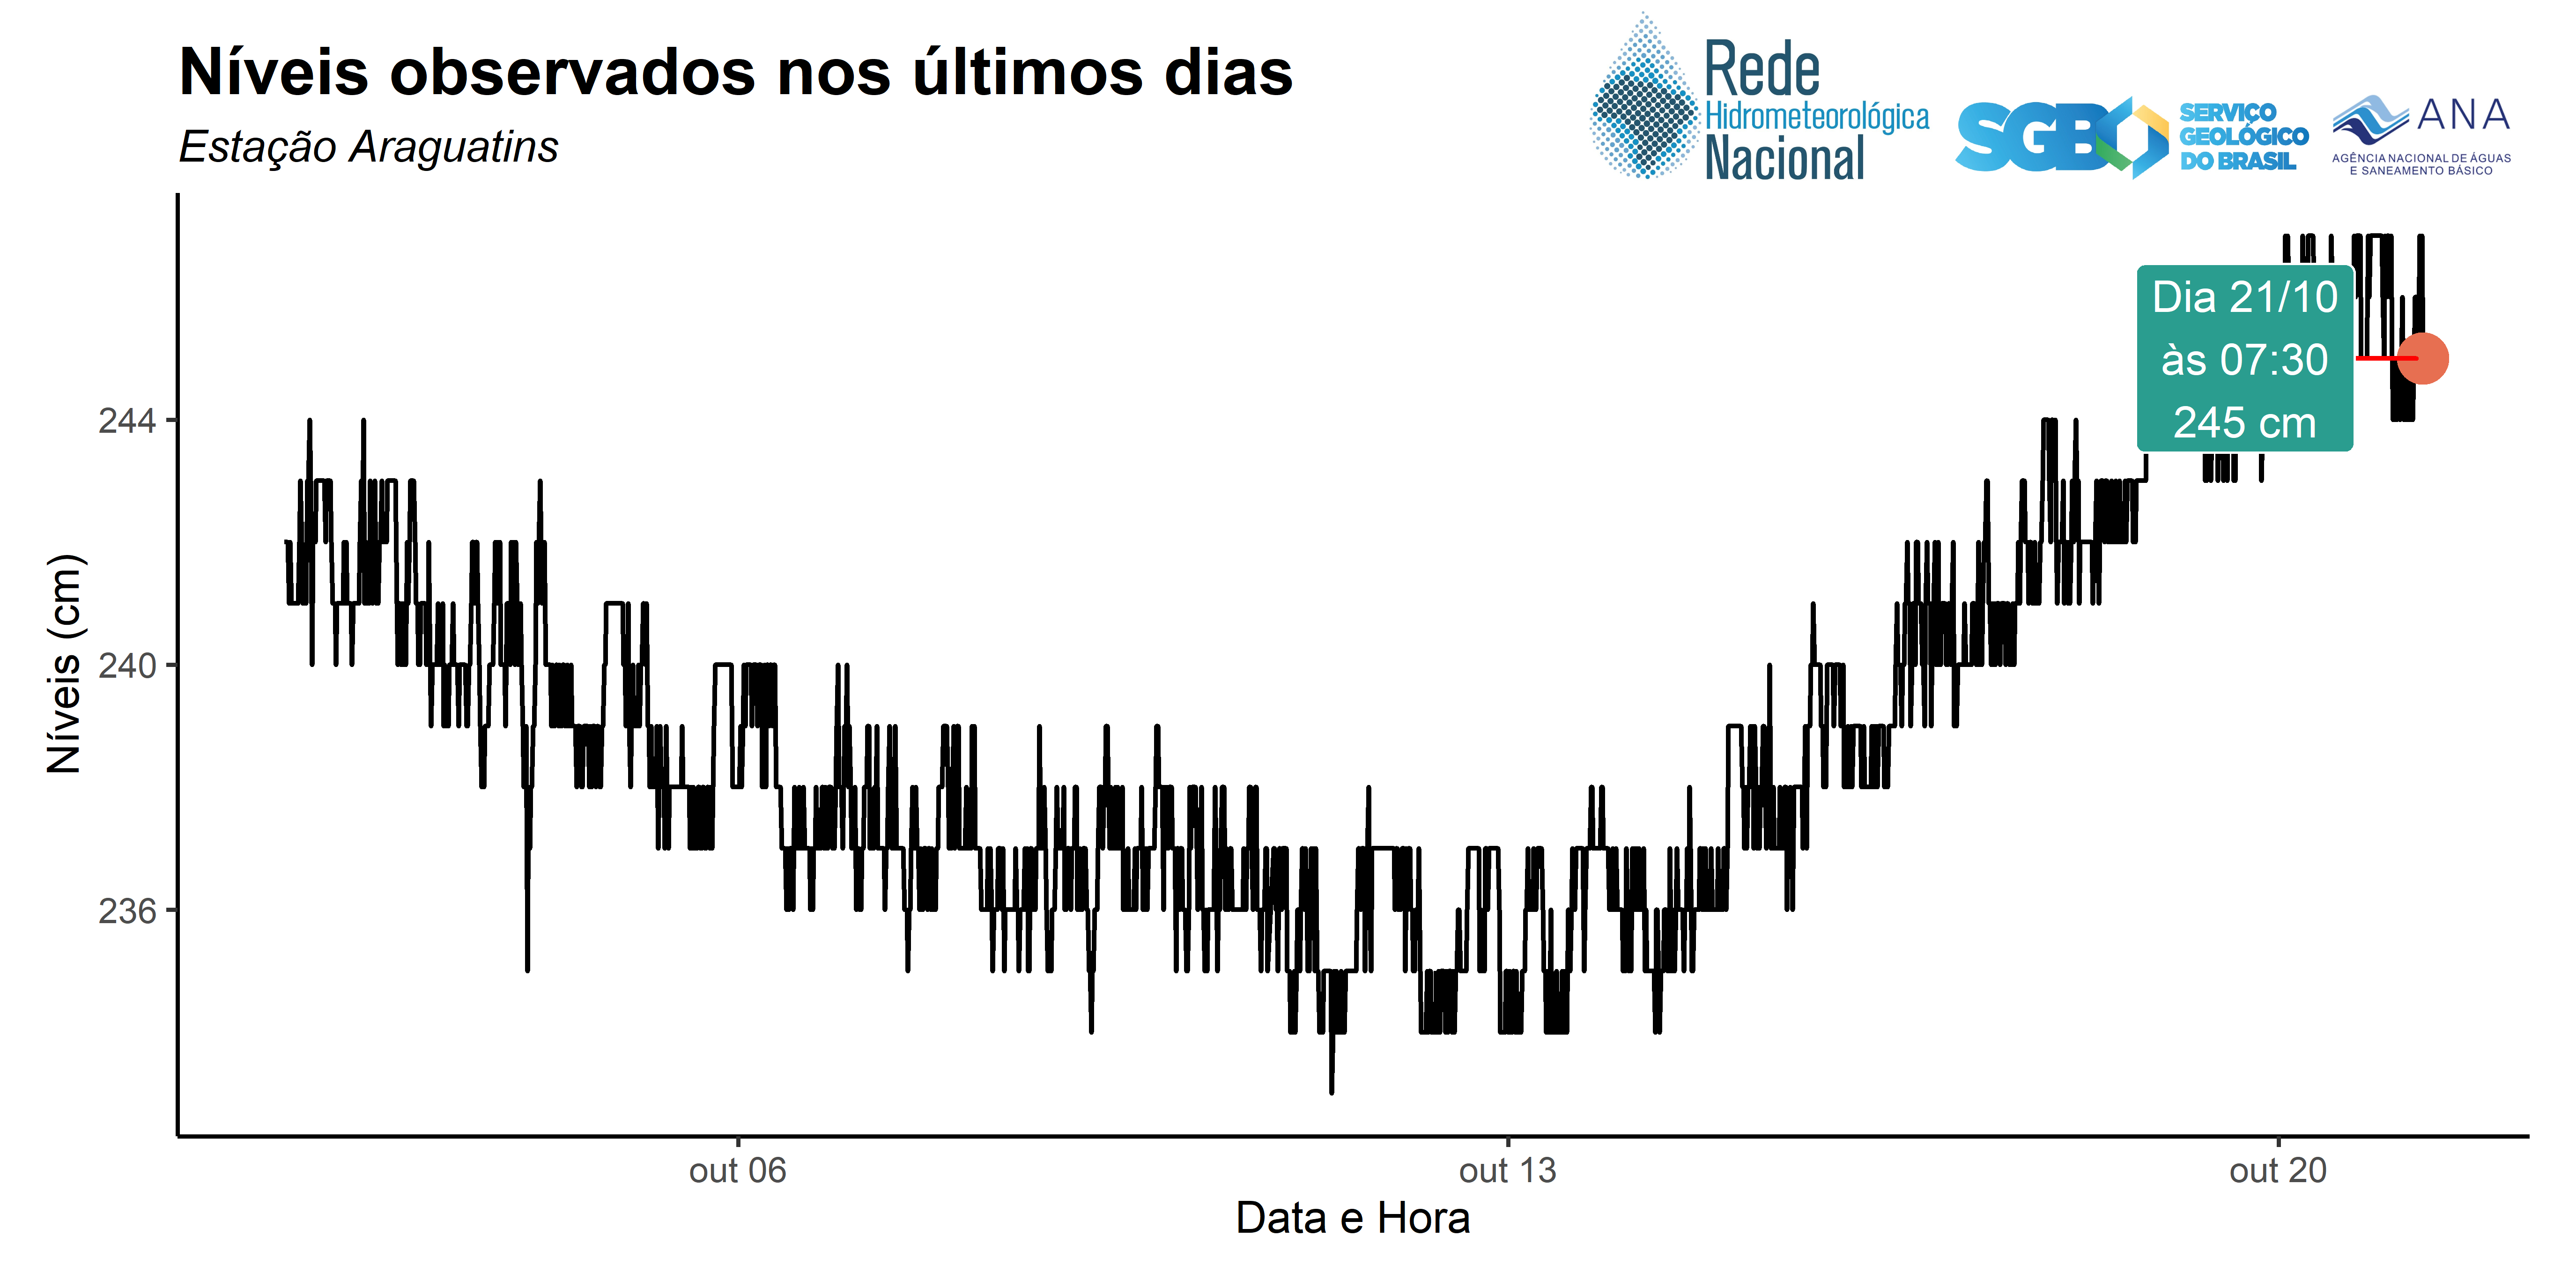 Níveis observados nos últimos dias
Estação Araguatins
Rede
Hidrometeorológica
Nacional
SGB
SERVIÇO
GEOLÓGICO
DO BRASIL
ANA
AGÊNCIA NACIONAL DE ÁGUAS
E SANEAMENTO BÁSICO
Dia 21/10
às 07:30
245 cm
244
240
236
Níveis (cm)
out 06
out 13
out 20
Data e Hora